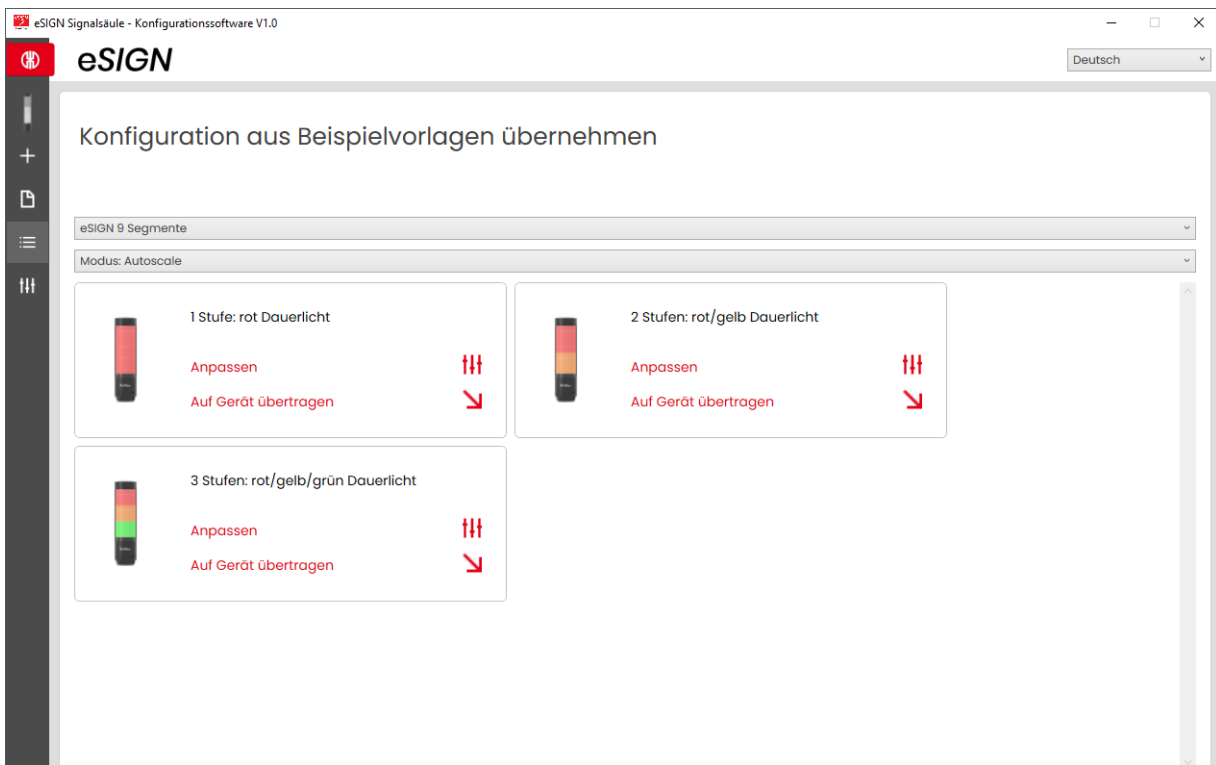 eSIGN Signalsäule - Konfigurationssoftware V1.0
eSIGN
Deutsch
Konfiguration aus Beispielvorlagen übernehmen
eSIGN 9 Segmente
Modus: Autoscale
1 Stufe: rot Dauerlicht
Anpassen
Auf Gerät übertragen
2 Stufen: rot/gelb Dauerlicht
Anpassen
Auf Gerät übertragen
3 Stufen: rot/gelb/grün Dauerlicht
Anpassen
Auf Gerät übertragen